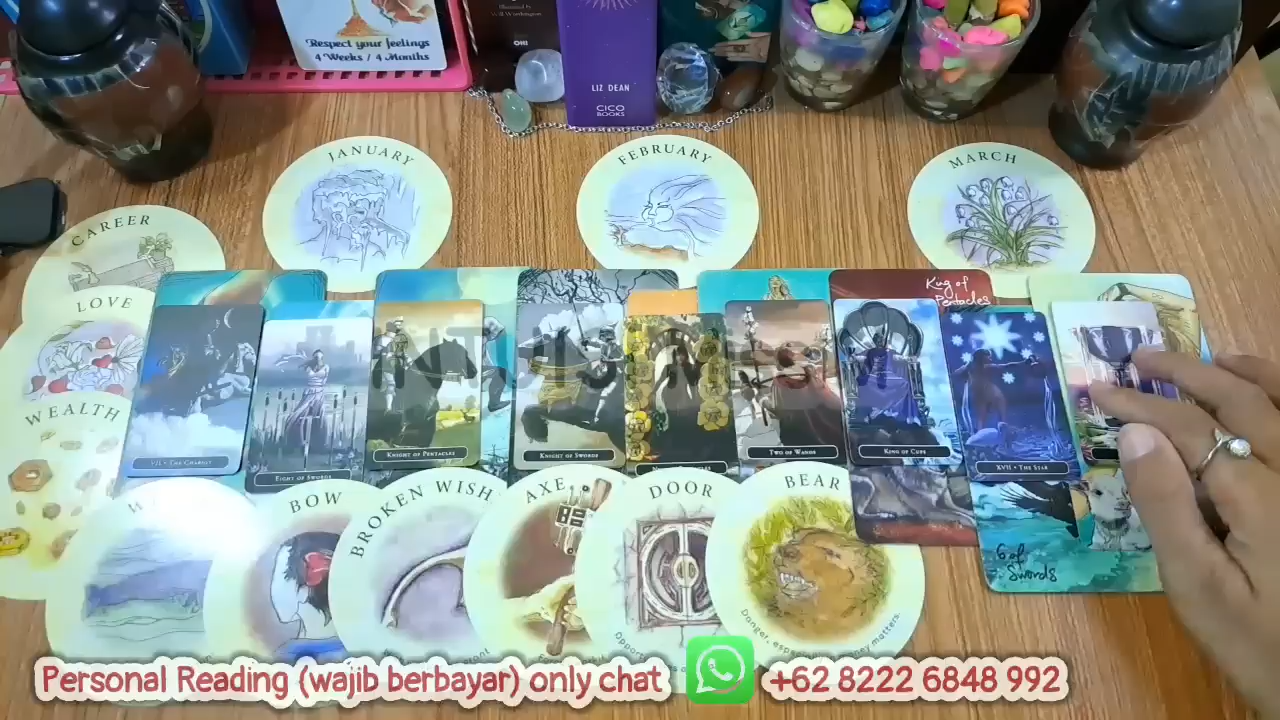 Respect your feelings
4 Weeks / 4 Months
OH!
LIZ DEAN
CICO
BOOKS
JANUARY
FEBRUARY
MARCH
CAREER
LOVE
WEALTH
King of
Pentacles
VII • The Chariot
Eight of Swords
Knight of Pentacles
Knight of Swords
Two of Wands
King of Cups
XVII • The Star
6 of
Swords
BOW
BROKEN WISH
AXE
DOOR
BEAR
Danger, especially in money matters.
Personal Reading (wajib berbayar) only chat
+62 8222 6848 992